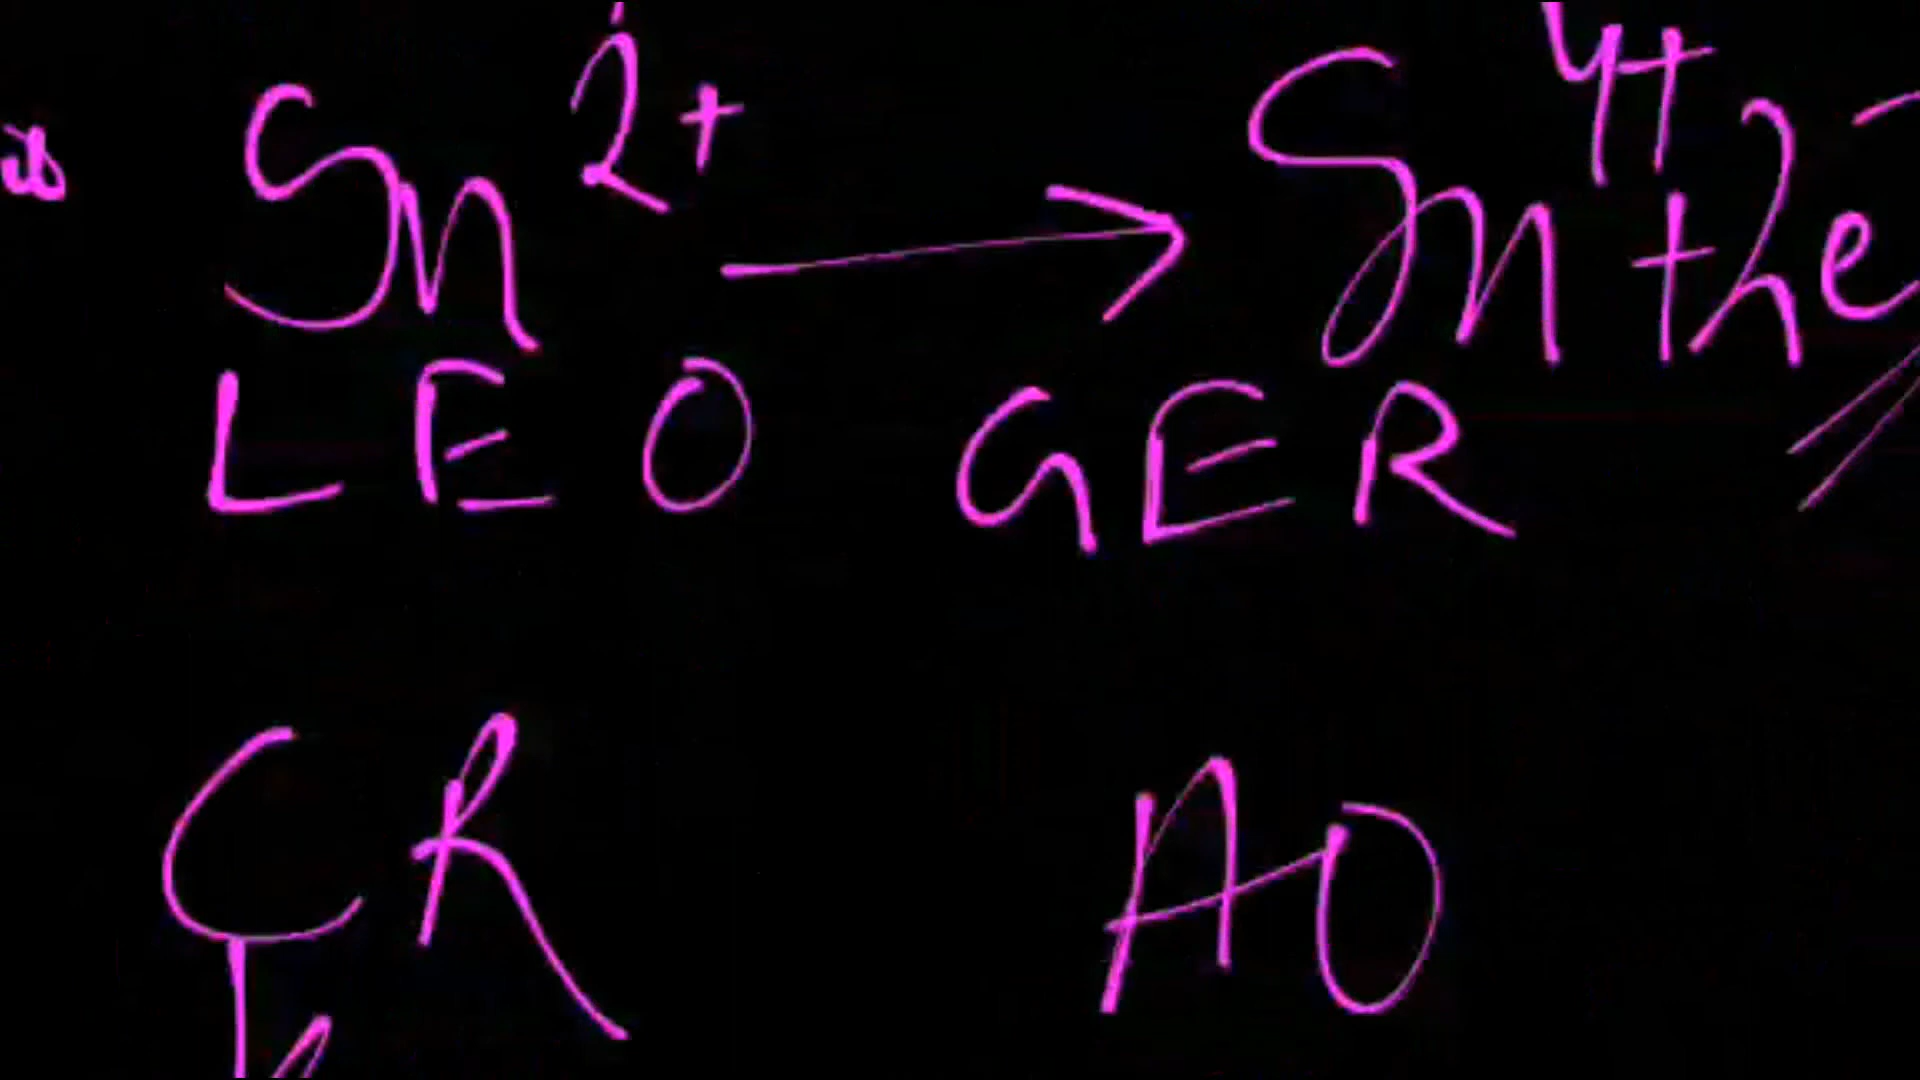 Sn²⁺ → Sn⁴⁺ + 2e⁻
LEO GER
CR AO